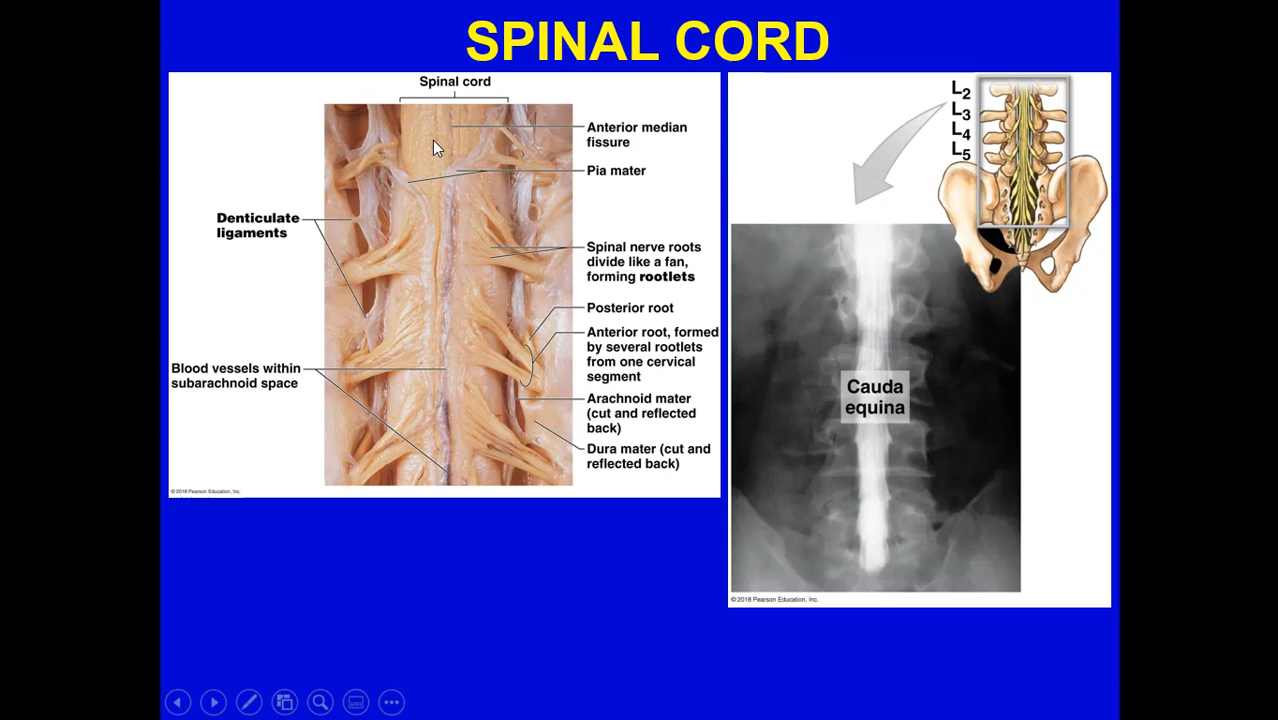 SPINAL CORD
Spinal cord
Anterior median
fissure
Pia mater
Denticulate
ligaments
Spinal nerve roots
divide like a fan,
forming rootlets
Posterior root
Anterior root, formed
by several rootlets
from one cervical
segment
Blood vessels within
subarachnoid space
Arachnoid mater
(cut and reflected
back)
Dura mater (cut and
reflected back)
© 2018 Pearson Education, Inc.
L2
L3
L4
L5
Cauda
equina
© 2018 Pearson Education, Inc.